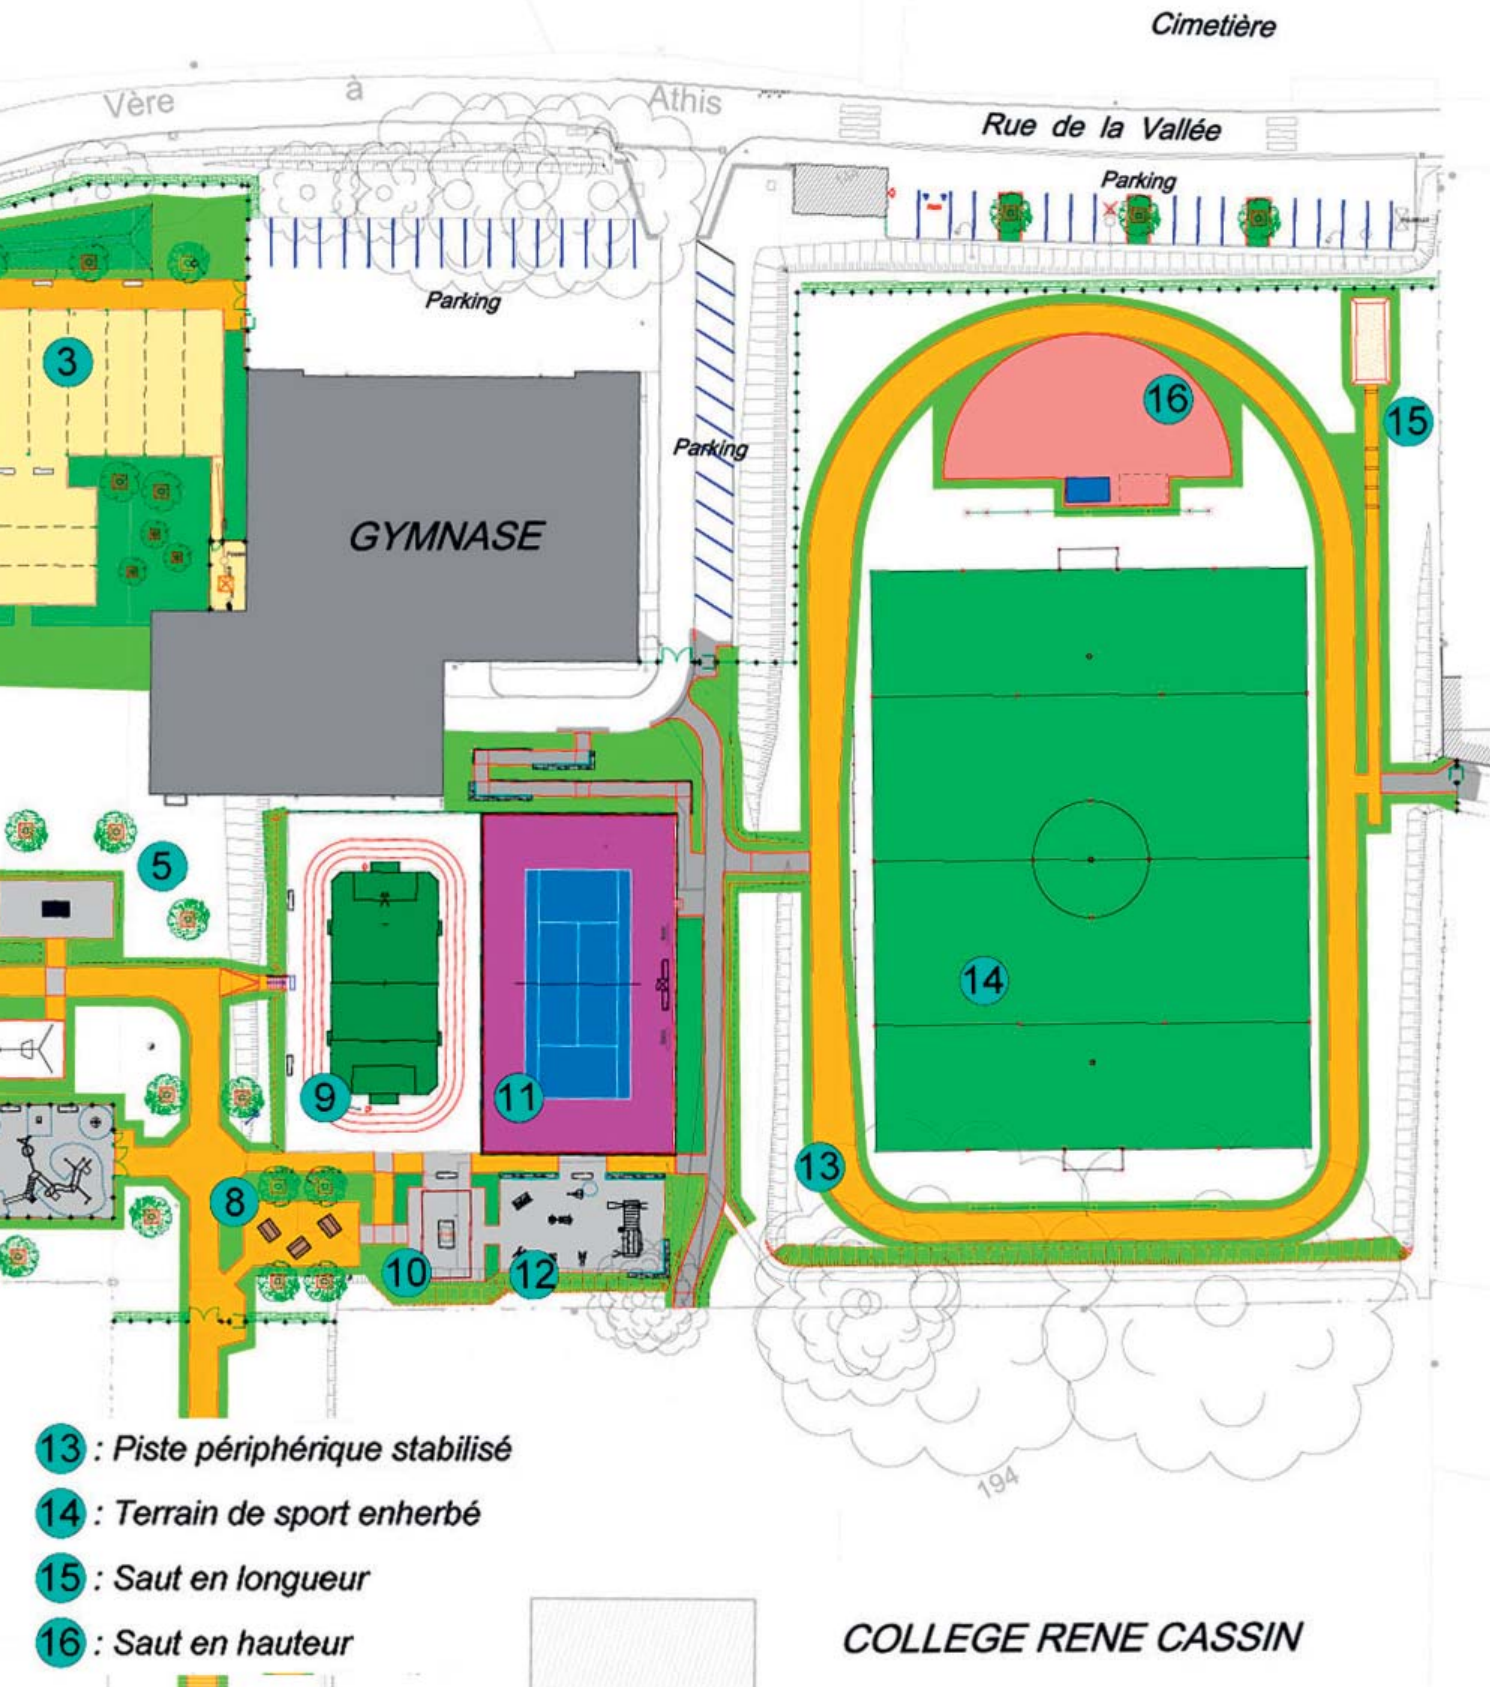 Cimetière
Vère à Athis
Rue de la Vallée
Parking
Parking
3
16
15
Parking
GYMNASE
5
14
9
11
13
8
10
12
13 : Piste périphérique stabilisé
14 : Terrain de sport enherbé
194
15 : Saut en longueur
16 : Saut en hauteur
COLLEGE RENE CASSIN